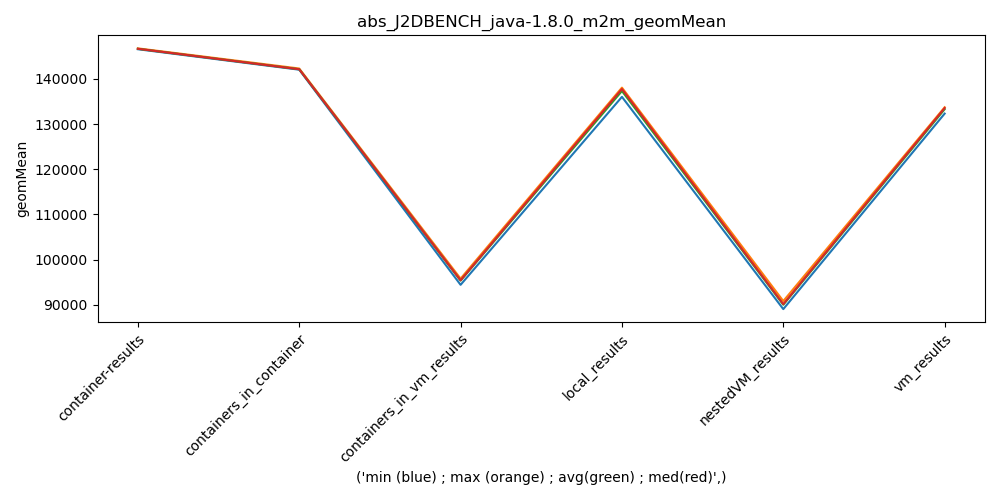 abs_J2DBENCH_java-1.8.0_m2m_geomMean
geomMean
140000
130000
120000
110000
100000
90000
container-results
containers_in_container
containers_in_vm_results
local_results
nestedVM_results
vm_results
('min (blue) ; max (orange) ; avg(green) ; med(red)',)